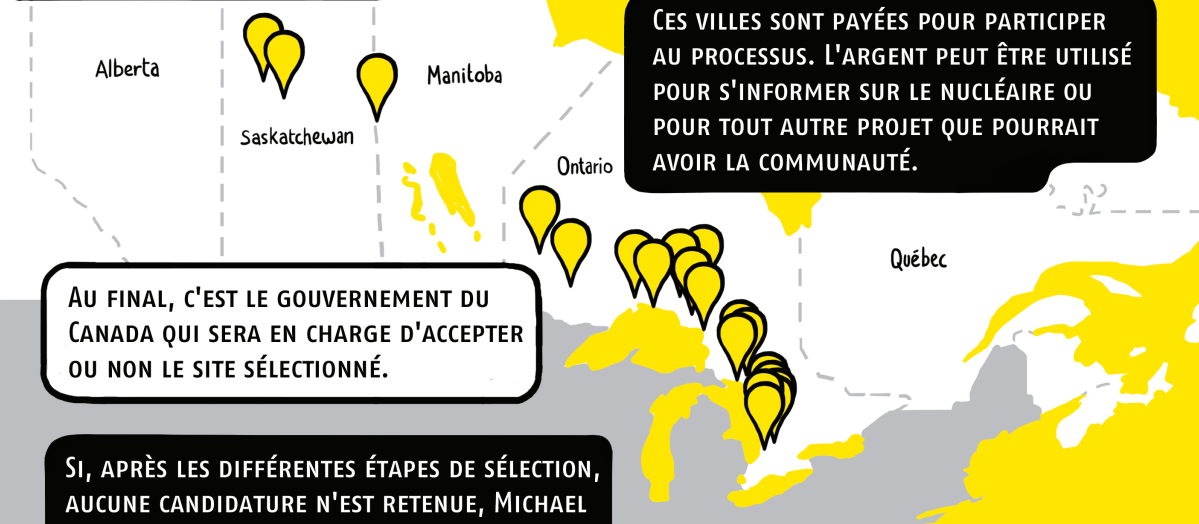 CES VILLES SONT PAYÉES POUR PARTICIPER
AU PROCESSUS. L'ARGENT PEUT ÊTRE UTILISÉ
POUR S'INFORMER SUR LE NUCLÉAIRE OU
POUR TOUT AUTRE PROJET QUE POURRAIT
AVOIR LA COMMUNAUTÉ.
Alberta
Saskatchewan
Manitoba
Ontario
Québec
AU FINAL, C'EST LE GOUVERNEMENT DU
CANADA QUI SERA EN CHARGE D'ACCEPTER
OU NON LE SITE SÉLECTIONNÉ.
SI, APRÈS LES DIFFÉRENTES ÉTAPES DE SÉLECTION,
AUCUNE CANDIDATURE N'EST RETENUE, MICHAEL